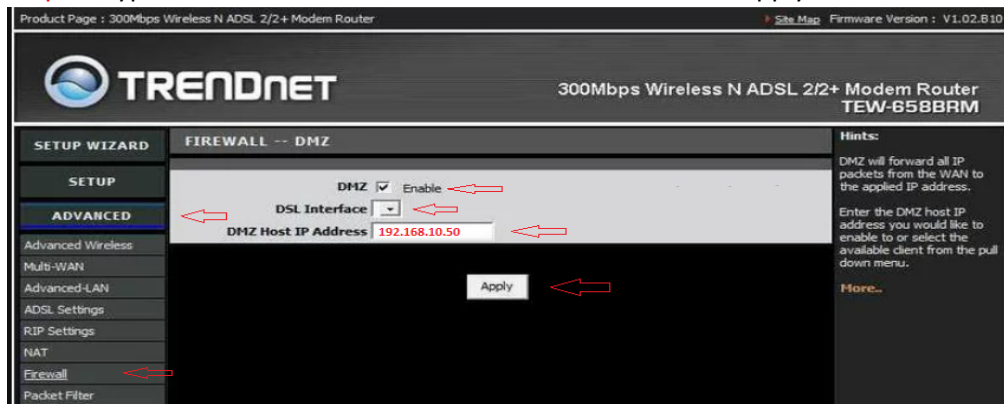 Product Page : 300Mbps Wireless N ADSL 2/2+ Modem Router
Site Map Firmware Version : V1.02.B10
TRENDNET
300Mbps Wireless N ADSL 2/2+ Modem Router
TEW-658BRM
SETUP WIZARD
SETUP
ADVANCED
Advanced Wireless
Multi-WAN
Advanced-LAN
ADSL Settings
RIP Settings
NAT
Firewall
Packet Filter
FIREWALL -- DMZ
DMZ Enable
DSL Interface
DMZ Host IP Address 192.168.10.50
Apply
Hints:
DMZ will forward all IP
packets from the WAN to
the applied IP address.
Enter the DMZ host IP
address you would like to
enable to or select the
available client from the pull
down menu.
More..